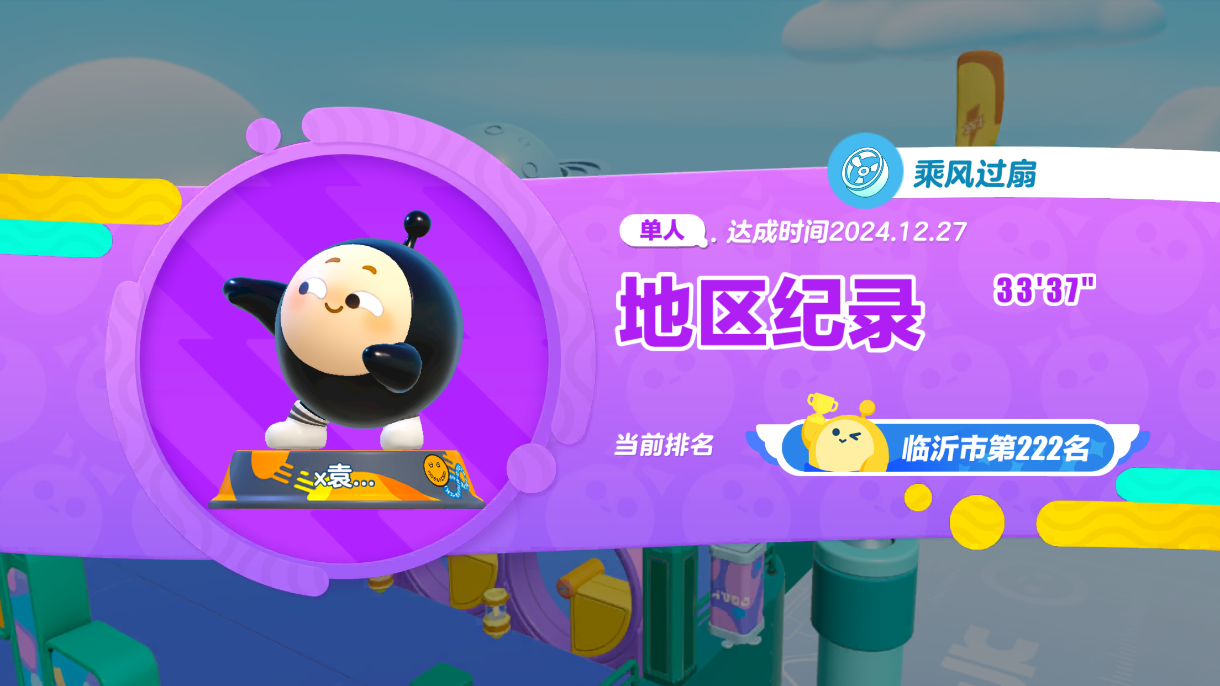 乘风过扇
单人
达成时间2024.12.27
地区纪录
33'37"
当前排名
临沂市第222名
x袁...